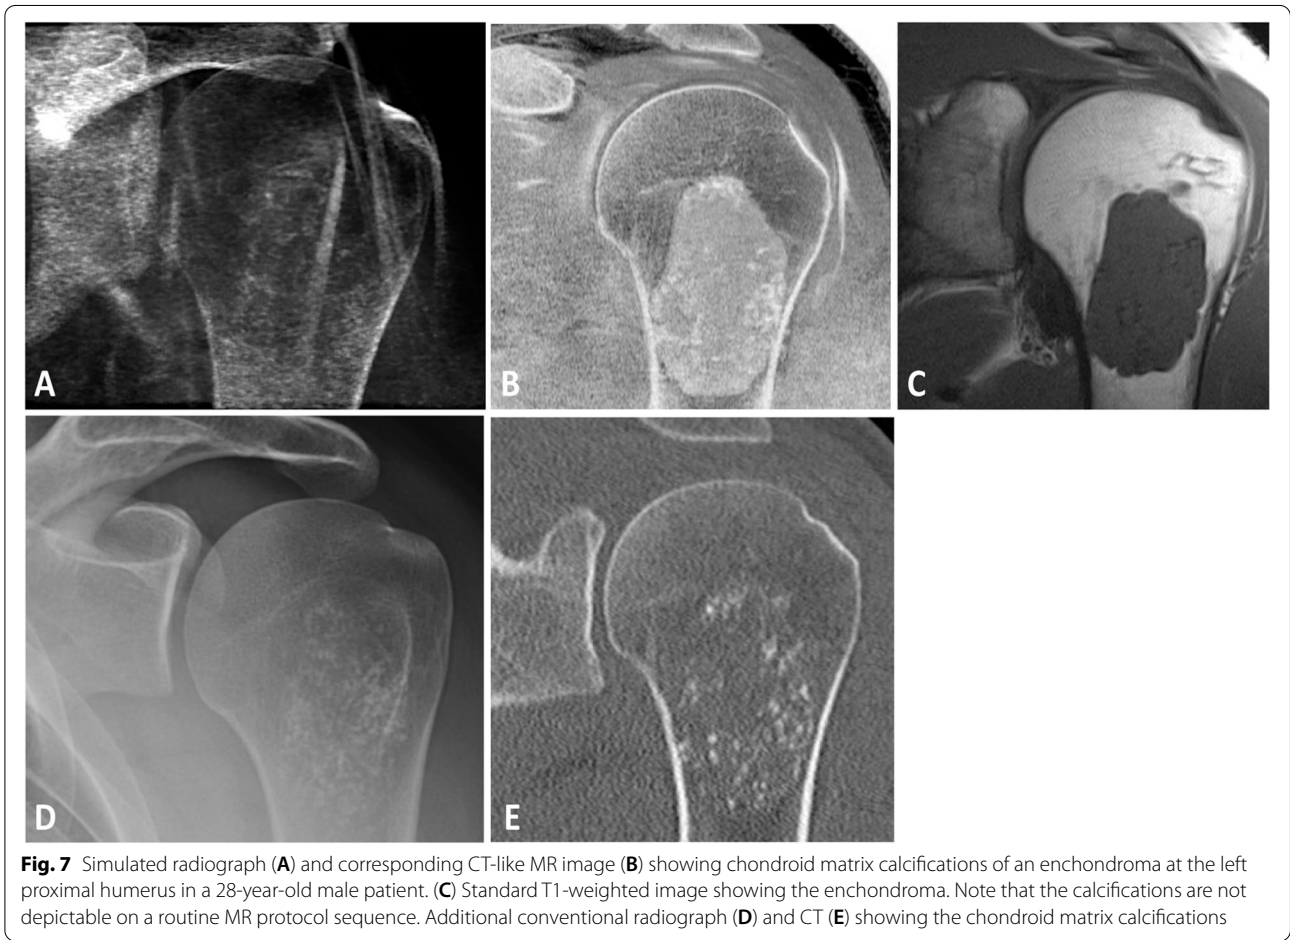 A
B
C
D
E
Fig. 7 Simulated radiograph (A) and corresponding CT-like MR image (B) showing chondroid matrix calcifications of an enchondroma at the left
proximal humerus in a 28-year-old male patient. (C) Standard T1-weighted image showing the enchondroma. Note that the calcifications are not
depictable on a routine MR protocol sequence. Additional conventional radiograph (D) and CT (E) showing the chondroid matrix calcifications